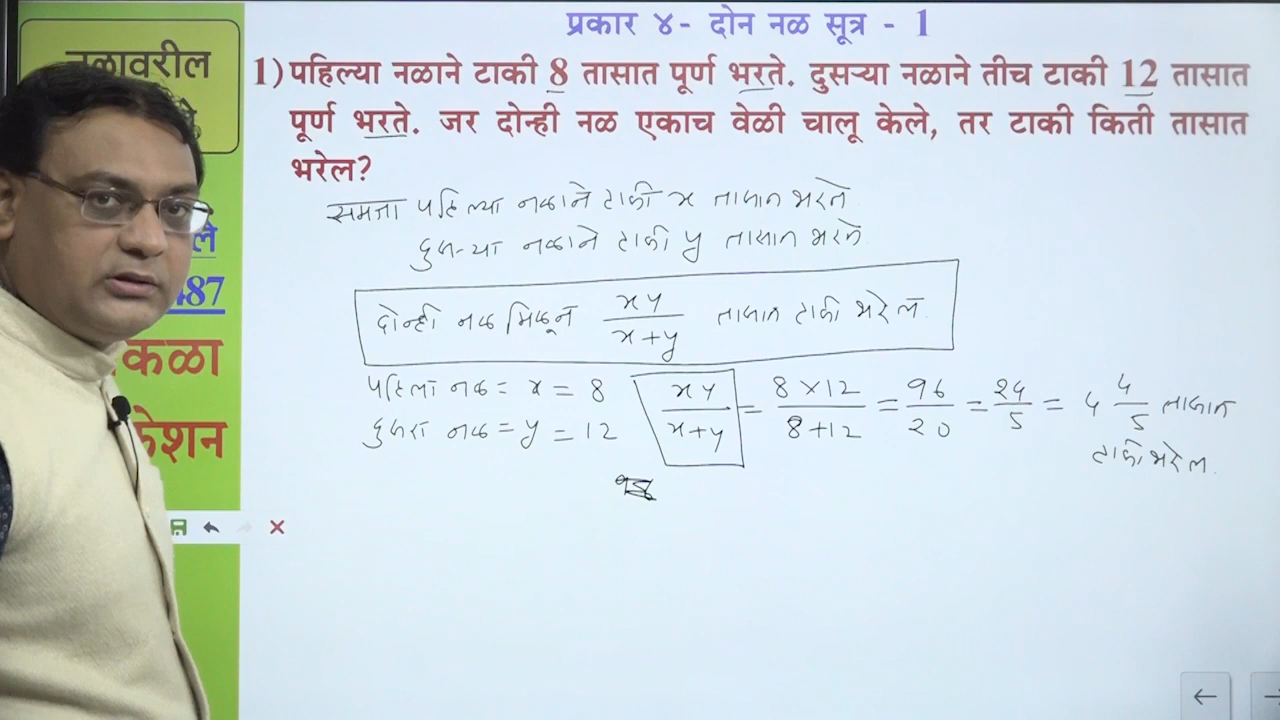 प्रकार ४- दोन नळ सूत्र - 1
नळावरील
1) पहिल्या नळाने टाकी 8 तासात पूर्ण भरते. दुसऱ्या नळाने तीच टाकी 12 तासात
पूर्ण भरते. जर दोन्ही नळ एकाच वेळी चालू केले, तर टाकी किती तासात
भरेल?
समजा पहिल्या नळाने टाकी x तासात भरते
दुसऱ्या नळाने टाकी y तासात भरते
दोन्ही नळ मिळून xy/x+y तासात टाकी भरेल.
पहिला नळ = x = 8
दुसरा नळ = y = 12
xy/x+y = 8×12/8+12 = 96/20 = 24/5 = 4 4/5 तासात
टाकी भरेल.
ले
487
कळा
केशन